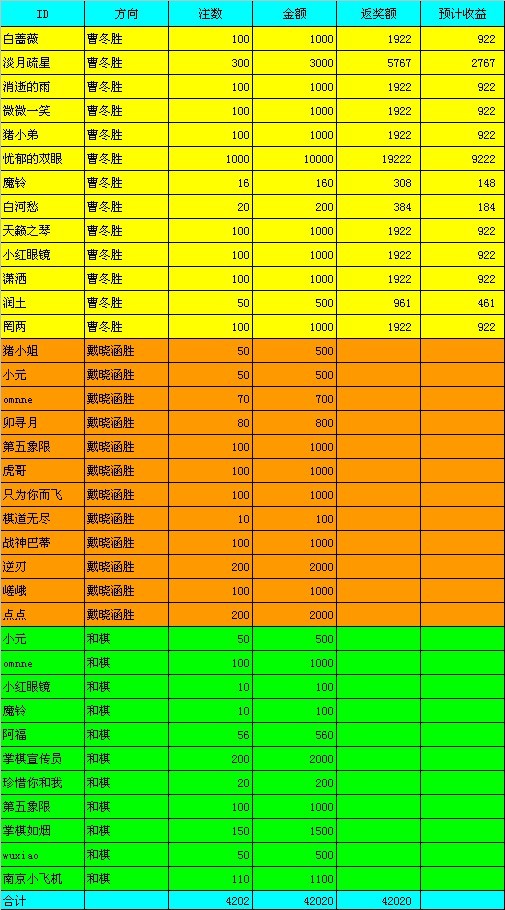 ID 方向 注数 金额 返奖额 预计收益
白蔷薇 曹冬胜 100 1000 1922 922
淡月疏星 曹冬胜 300 3000 5767 2767
消逝的雨 曹冬胜 100 1000 1922 922
微微一笑 曹冬胜 100 1000 1922 922
猪小弟 曹冬胜 100 1000 1922 922
忧郁的双眼 曹冬胜 1000 10000 19222 9222
魔铃 曹冬胜 16 160 308 148
白河愁 曹冬胜 20 200 384 184
天籁之琴 曹冬胜 100 1000 1922 922
小红眼镜 曹冬胜 100 1000 1922 922
潇洒 曹冬胜 100 1000 1922 922
润土 曹冬胜 50 500 961 461
罔两 曹冬胜 100 1000 1922 922
猪小姐 戴晓涵胜 50 500
小元 戴晓涵胜 50 500
omnne 戴晓涵胜 70 700
卯寻月 戴晓涵胜 80 800
第五象限 戴晓涵胜 100 1000
虎哥 戴晓涵胜 100 1000
只为你而飞 戴晓涵胜 100 1000
棋道无尽 戴晓涵胜 10 100
战神巴蒂 戴晓涵胜 100 1000
逆刃 戴晓涵胜 200 2000
嵯峨 戴晓涵胜 100 1000
点点 戴晓涵胜 200 2000
小元 和棋 50 500
omnne 和棋 100 1000
小红眼镜 和棋 10 100
魔铃 和棋 10 100
阿福 和棋 56 560
掌棋宣传员 和棋 200 2000
珍惜你和我 和棋 20 200
第五象限 和棋 100 1000
掌棋如烟 和棋 150 1500
wuxiao 和棋 50 500
南京小飞机 和棋 110 1100
合计 4202 42020 42020